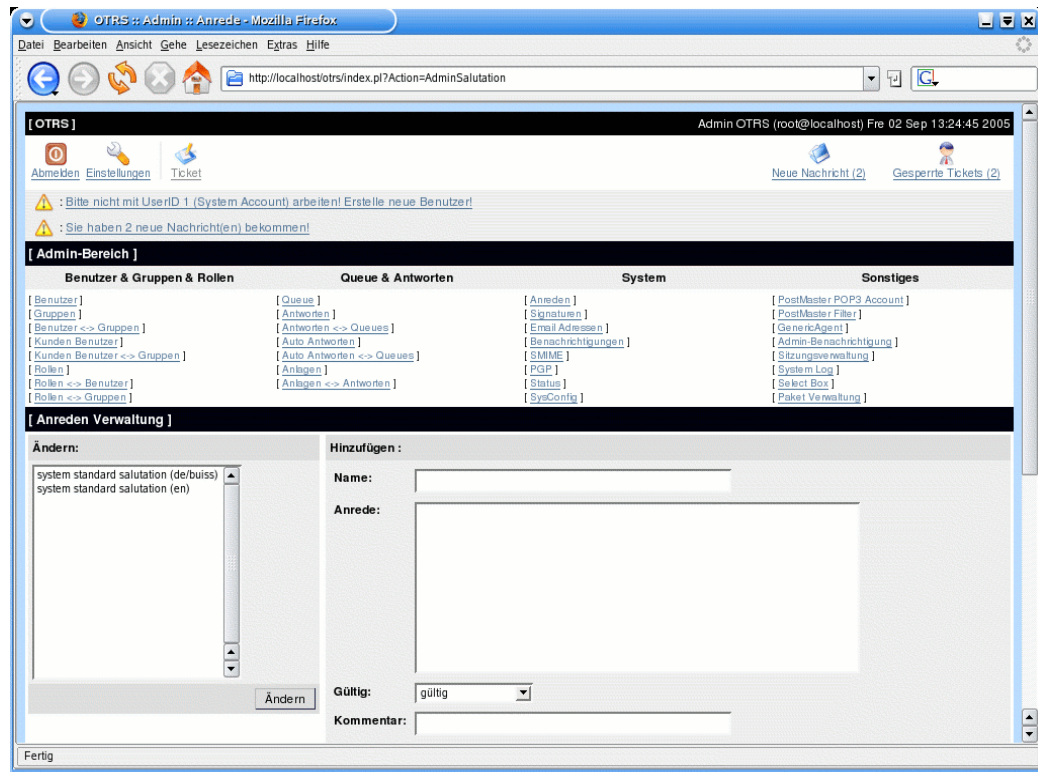 OTRS :: Admin :: Anrede - Mozilla Firefox
Datei Bearbeiten Ansicht Gehe Lesezeichen Extras Hilfe
http://localhost/otrs/index.pl?Action=AdminSalutation
[ OTRS ] Admin OTRS (root@localhost) Fre 02 Sep 13:24:45 2005
Abmelden Einstellungen Ticket Neue Nachricht (2) Gesperrte Tickets (2)
: Bitte nicht mit UserID 1 (System Account) arbeiten! Erstelle neue Benutzer!
: Sie haben 2 neue Nachricht(en) bekommen!
[ Admin-Bereich ]
Benutzer & Gruppen & Rollen Queue & Antworten System Sonstiges
[ Benutzer ] [ Queue ] [ Anreden ] [ PostMaster POP3 Account ]
[ Gruppen ] [ Antworten ] [ Signaturen ] [ PostMaster Filter ]
[ Benutzer <-> Gruppen ] [ Antworten <-> Queues ] [ Email Adressen ] [ GenericAgent ]
[ Kunden Benutzer ] [ Auto Antworten ] [ Benachrichtigungen ] [ Admin-Benachrichtigung ]
[ Kunden Benutzer <-> Gruppen ] [ Auto Antworten <-> Queues ] [ SMIME ] [ Sitzungsverwaltung ]
[ Rollen ] [ Anlagen ] [ PGP ] [ System Log ]
[ Rollen <-> Benutzer ] [ Anlagen <-> Antworten ] [ Status ] [ Select Box ]
[ Rollen <-> Gruppen ] [ SysConfig ] [ Paket Verwaltung ]
[ Anreden Verwaltung ]
Ändern: Hinzufügen :
system standard salutation (de/buiss)
system standard salutation (en)
Ändern
Name:
Anrede:
Gültig: gültig
Kommentar:
Fertig